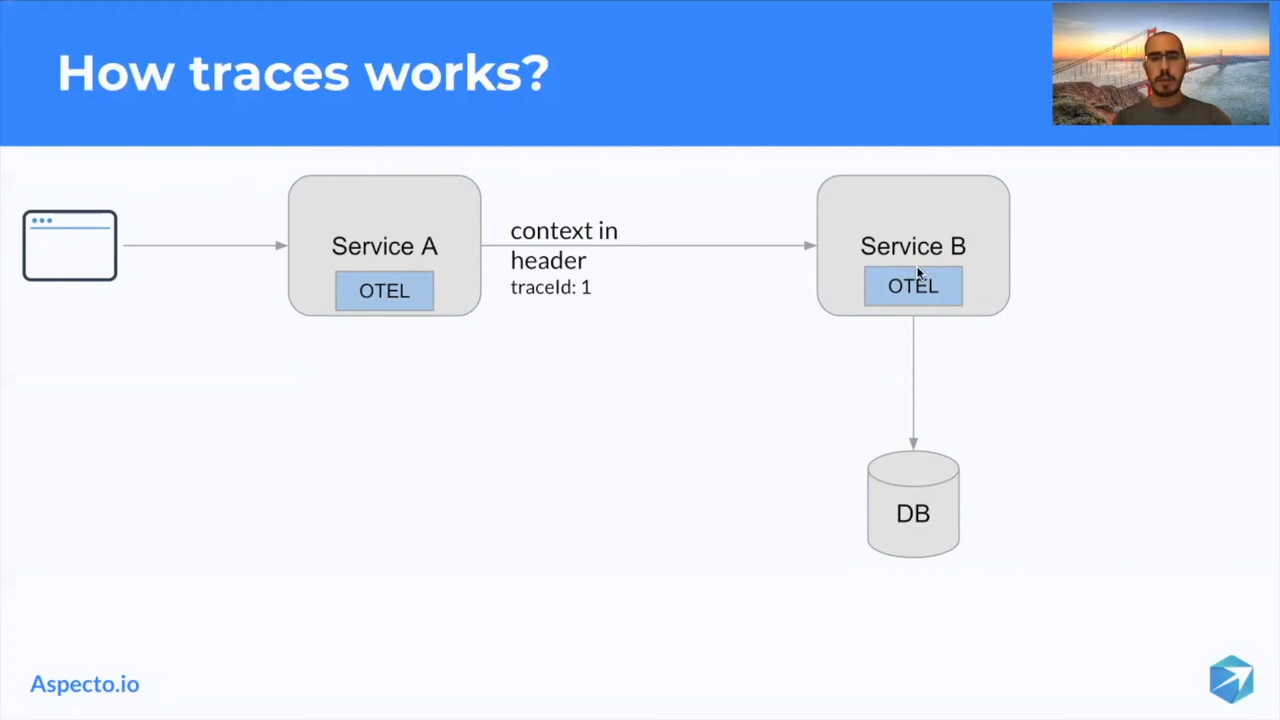 How traces works?
Service A
OTEL
context in
header
traceId: 1
Service B
OTEL
DB
Aspecto.io